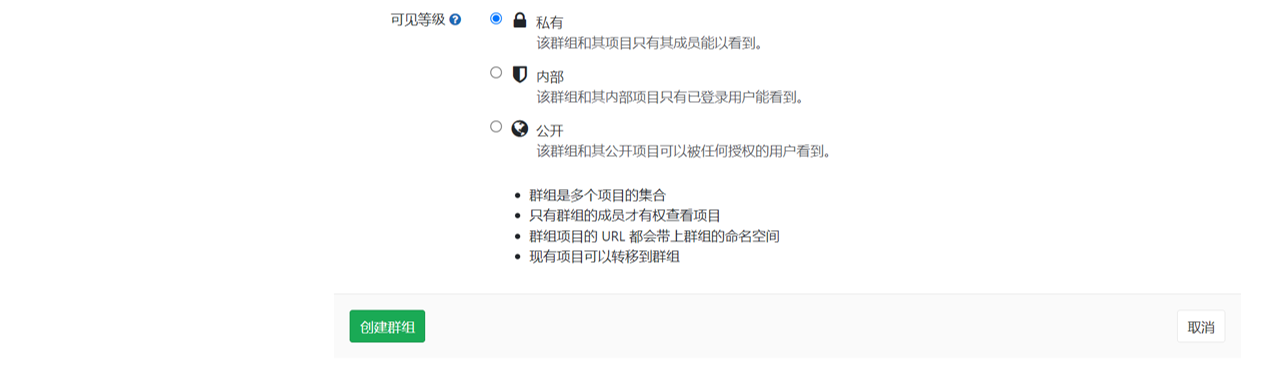 可见等级
私有
该群组和其项目只有其成员能以看到。
内部
该群组和其内部项目只有已登录用户能看到。
公开
该群组和其公开项目可以被任何授权的用户看到。
群组是多个项目的集合
只有群组的成员才有权查看项目
群组项目的 URL 都会带上群组的命名空间
现有项目可以转移到群组
创建群组
取消